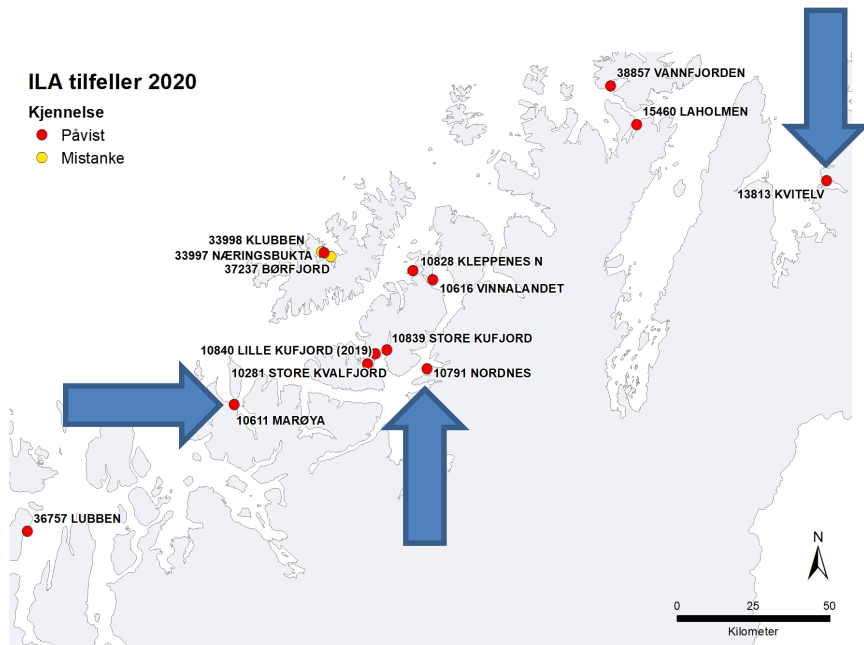 ILA tilfeller 2020
Kjennelse
Påvist
Mistanke
38857 VANNFJORDEN
15460 LAHOLMEN
13813 KVITELV
33998 KLUBBEN
33997 NÆRINGSBUKTA
37237 BØRFJORD
10828 KLEPPENES N
10616 VINNALANDET
10839 STORE KUFJORD
10840 LILLE KUFJORD (2019)
10281 STORE KVALFJORD
10791 NORDNES
10611 MARØYA
36757 LUBBEN
N
0 25 50
Kilometer